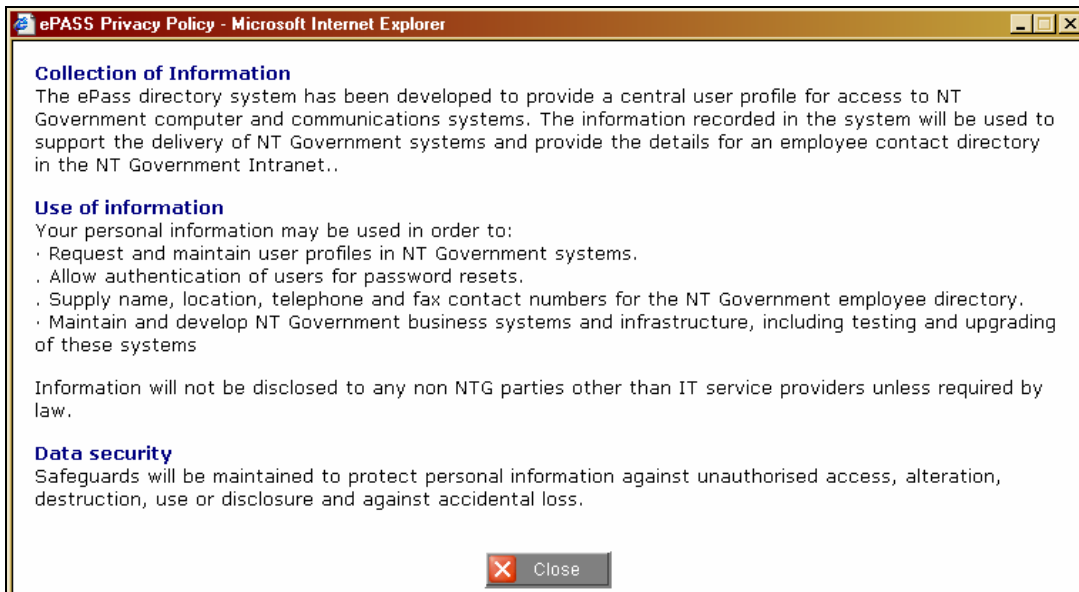 ePASS Privacy Policy - Microsoft Internet Explorer
Collection of Information
The ePass directory system has been developed to provide a central user profile for access to NT
Government computer and communications systems. The information recorded in the system will be used to
support the delivery of NT Government systems and provide the details for an employee contact directory
in the NT Government Intranet..
Use of information
Your personal information may be used in order to:
· Request and maintain user profiles in NT Government systems.
. Allow authentication of users for password resets.
. Supply name, location, telephone and fax contact numbers for the NT Government employee directory.
· Maintain and develop NT Government business systems and infrastructure, including testing and upgrading
of these systems
Information will not be disclosed to any non NTG parties other than IT service providers unless required by
law.
Data security
Safeguards will be maintained to protect personal information against unauthorised access, alteration,
destruction, use or disclosure and against accidental loss.
Close